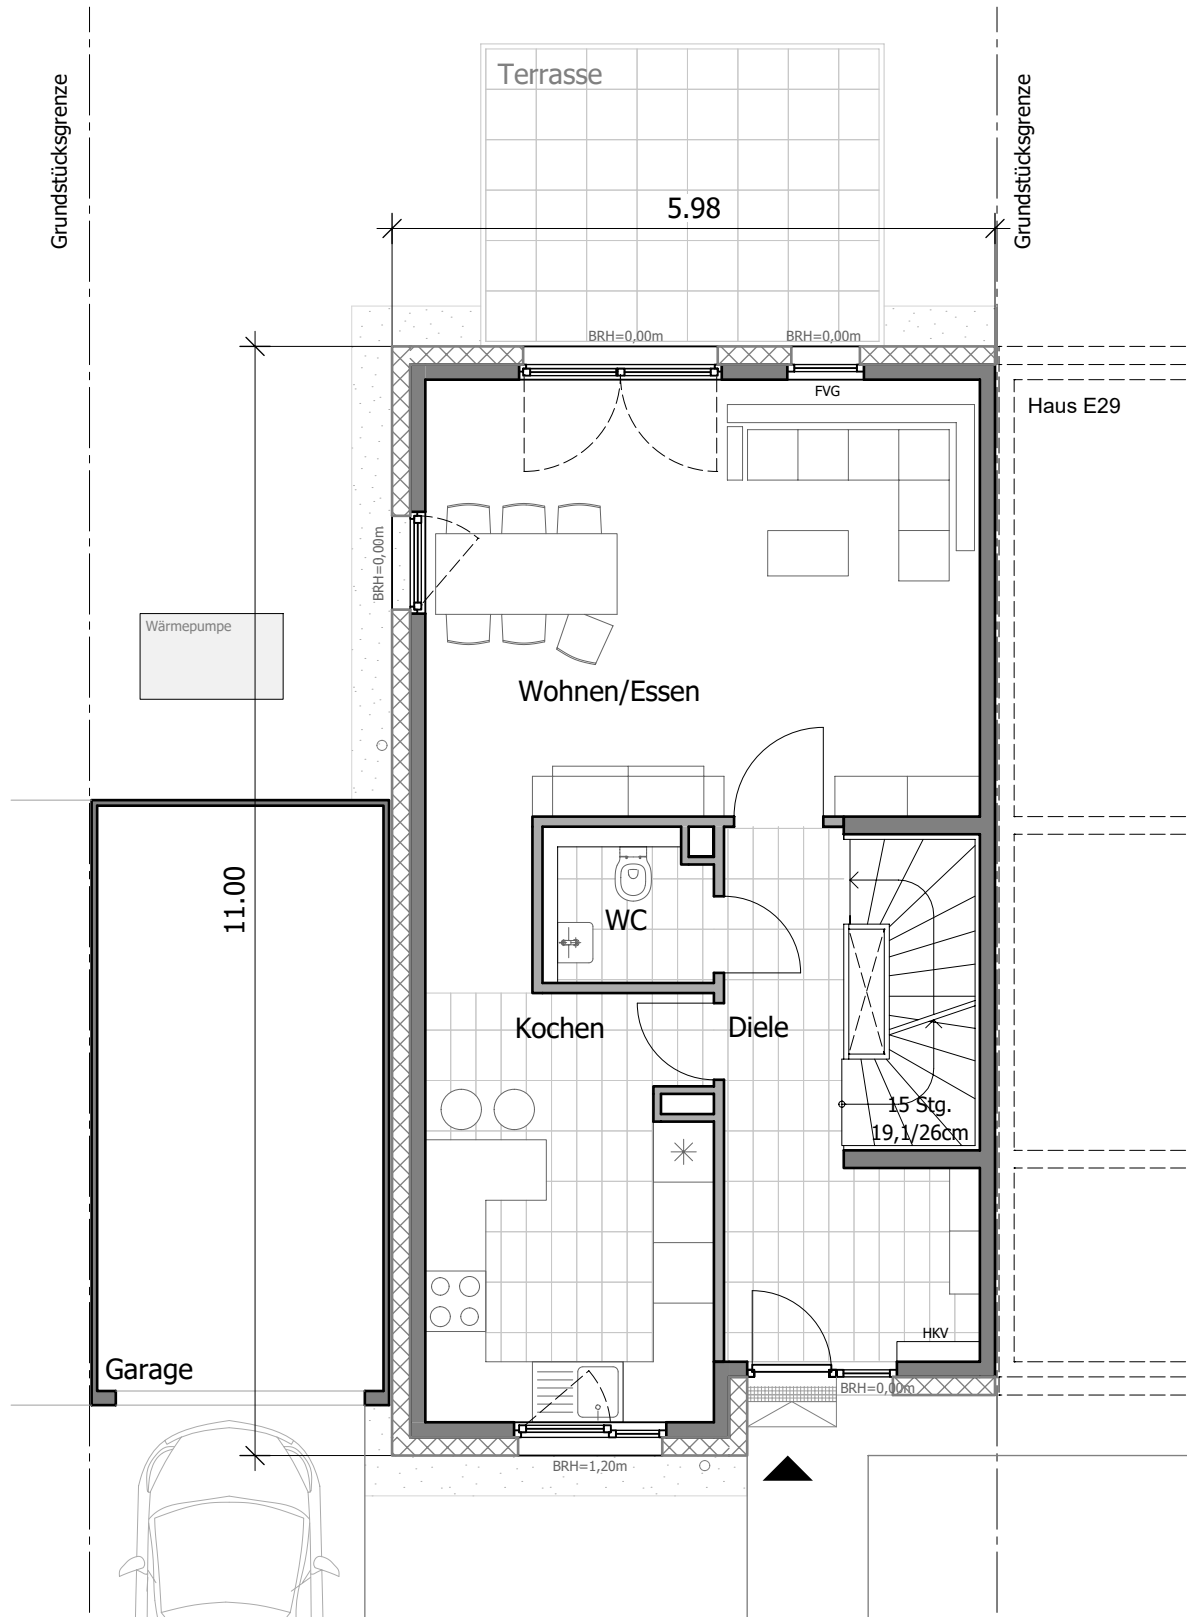 Terrasse
Grundstücksgrenze
Grundstücksgrenze
5.98
BRH=0,00m
BRH=0,00m
FVG
Haus E29
BRH=0,00m
Wärmepumpe
Wohnen/Essen
11.00
WC
Kochen
Diele
15 Stg.
19,1/26cm
HKV
Garage
BRH=0,00m
BRH=1,20m